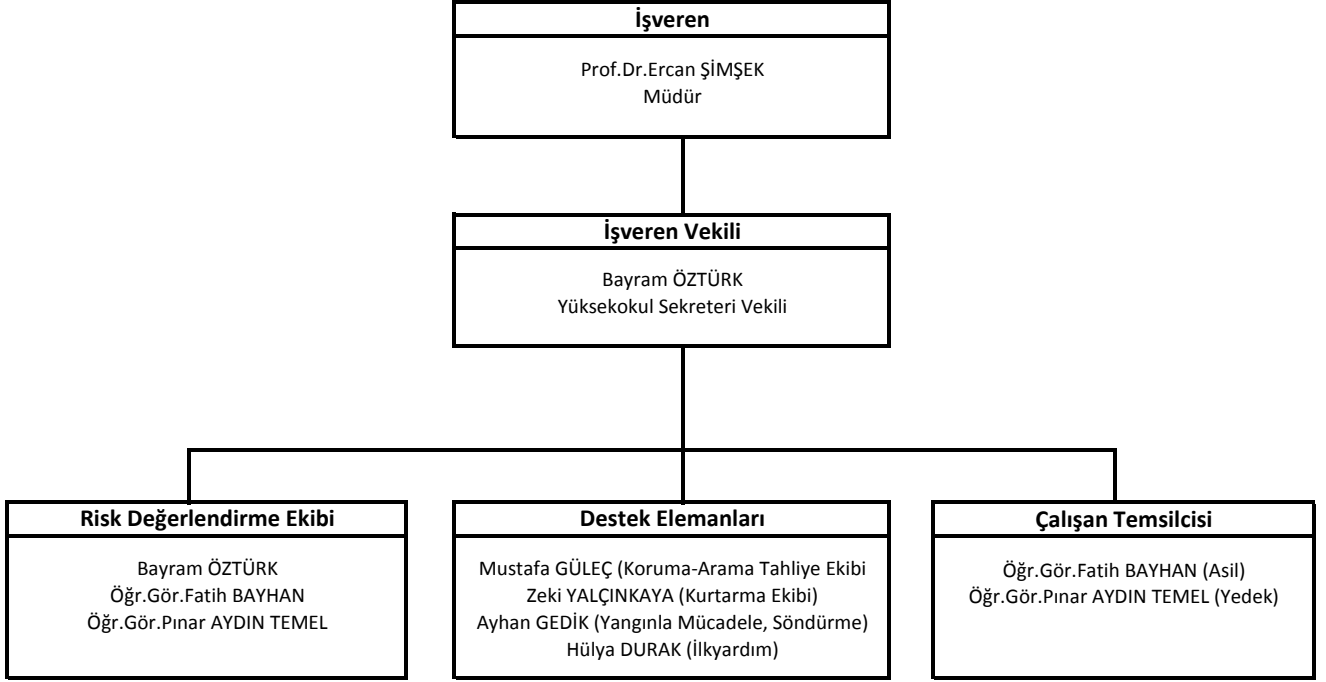 İşveren
Prof.Dr.Ercan ŞİMŞEK
Müdür
İşveren Vekili
Bayram ÖZTÜRK
Yüksekokul Sekreteri Vekili
Risk Değerlendirme Ekibi
Bayram ÖZTÜRK
Öğr.Gör.Fatih BAYHAN
Öğr.Gör.Pınar AYDIN TEMEL
Destek Elemanları
Mustafa GÜLEÇ (Koruma-Arama Tahliye Ekibi
Zeki YALÇINKAYA (Kurtarma Ekibi)
Ayhan GEDİK (Yangınla Mücadele, Söndürme)
Hülya DURAK (İlkyardım)
Çalışan Temsilcisi
Öğr.Gör.Fatih BAYHAN (Asil)
Öğr.Gör.Pınar AYDIN TEMEL (Yedek)